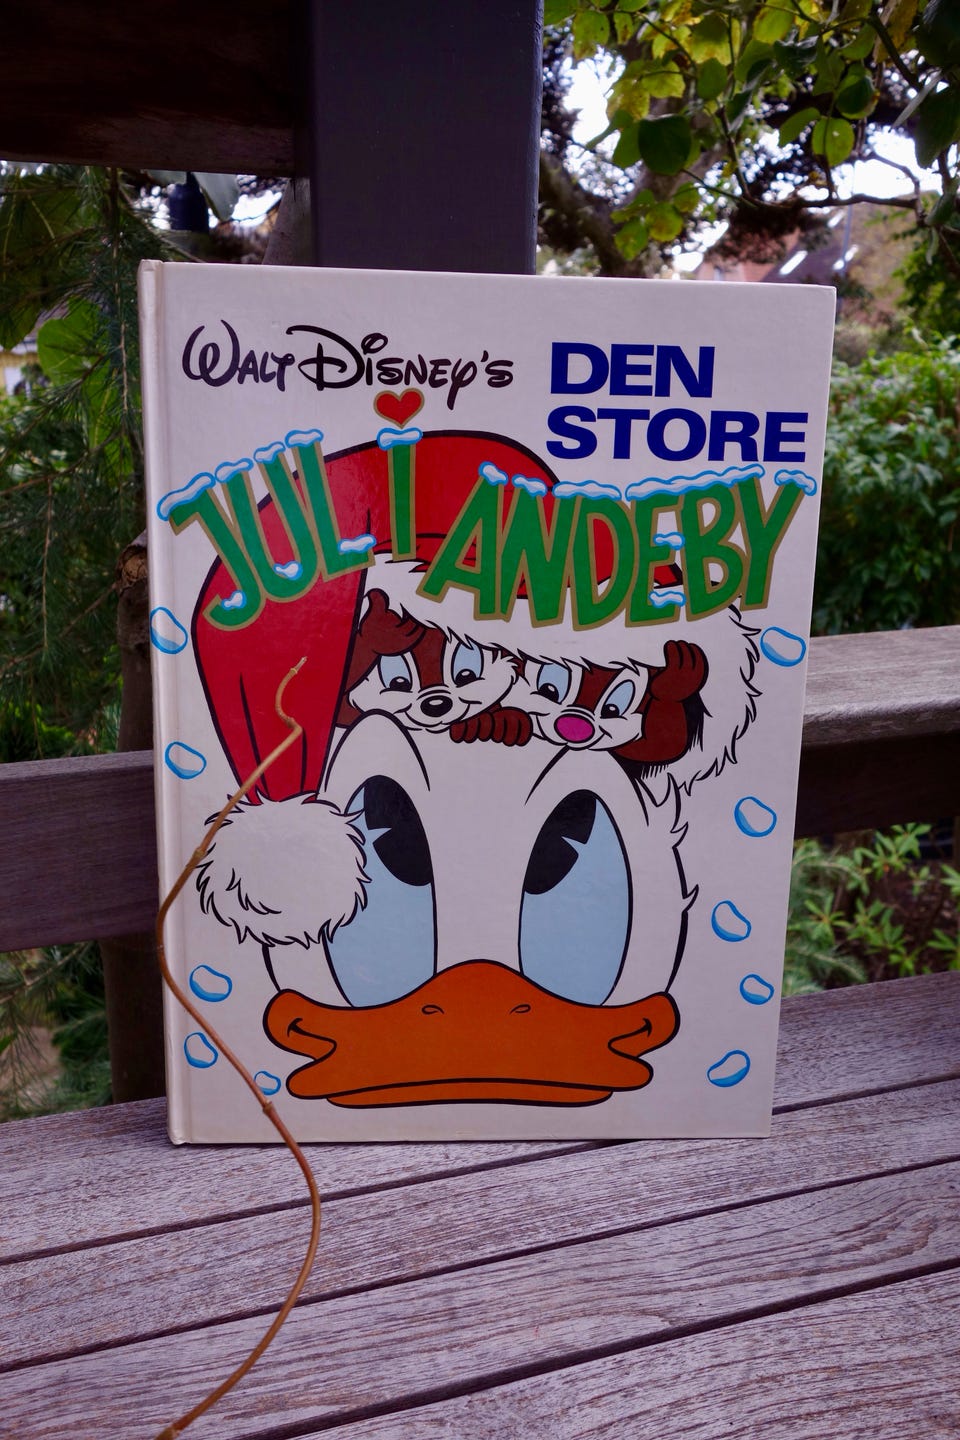 WALT DISNEY'S
DEN
STORE
JUL i ANDEBY